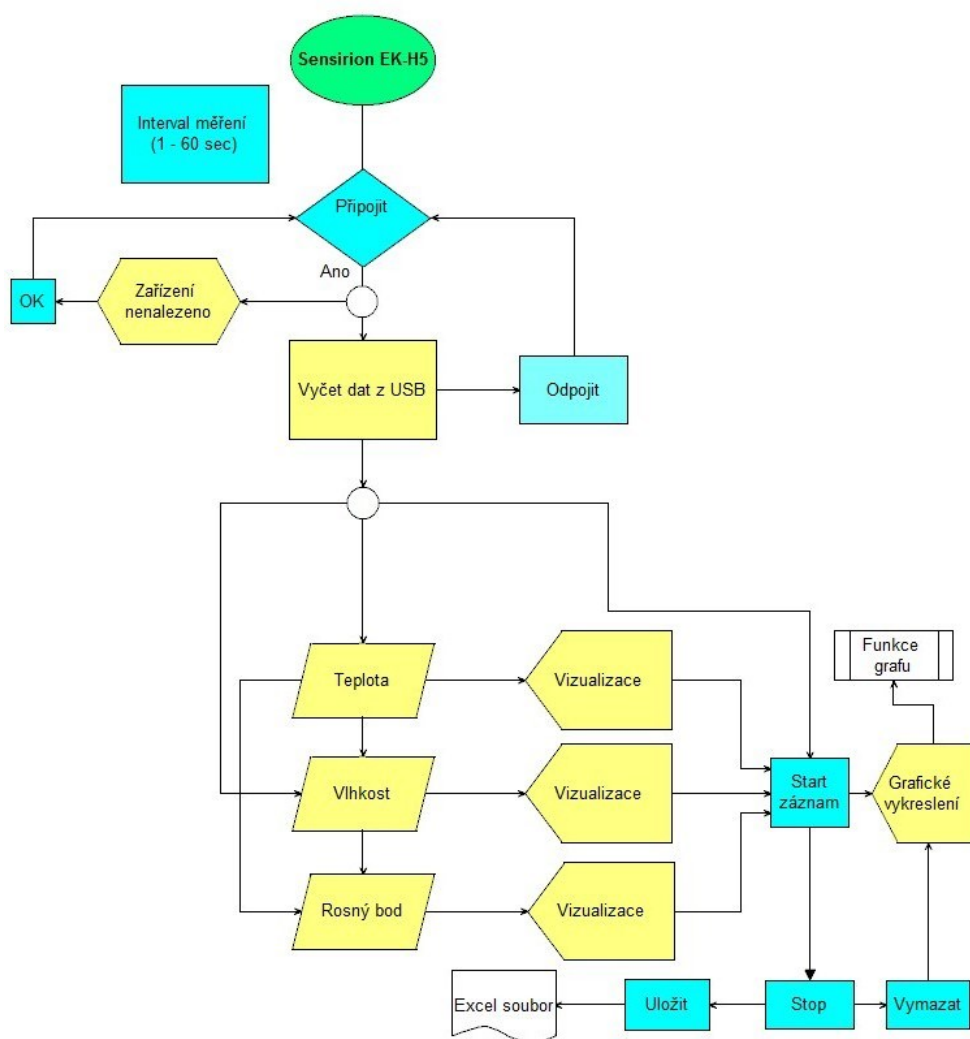 Sensirion EK-H5
Interval měření
(1 - 60 sec)
Připojit
Ano
Zařízení
nenalezeno
OK
Vyčet dat z USB
Odpojit
Teplota
Vizualizace
Funkce
grafu
Vlhkost
Vizualizace
Start
záznam
Grafické
vykreslení
Rosný bod
Vizualizace
Excel soubor
Uložit
Stop
Vymazat